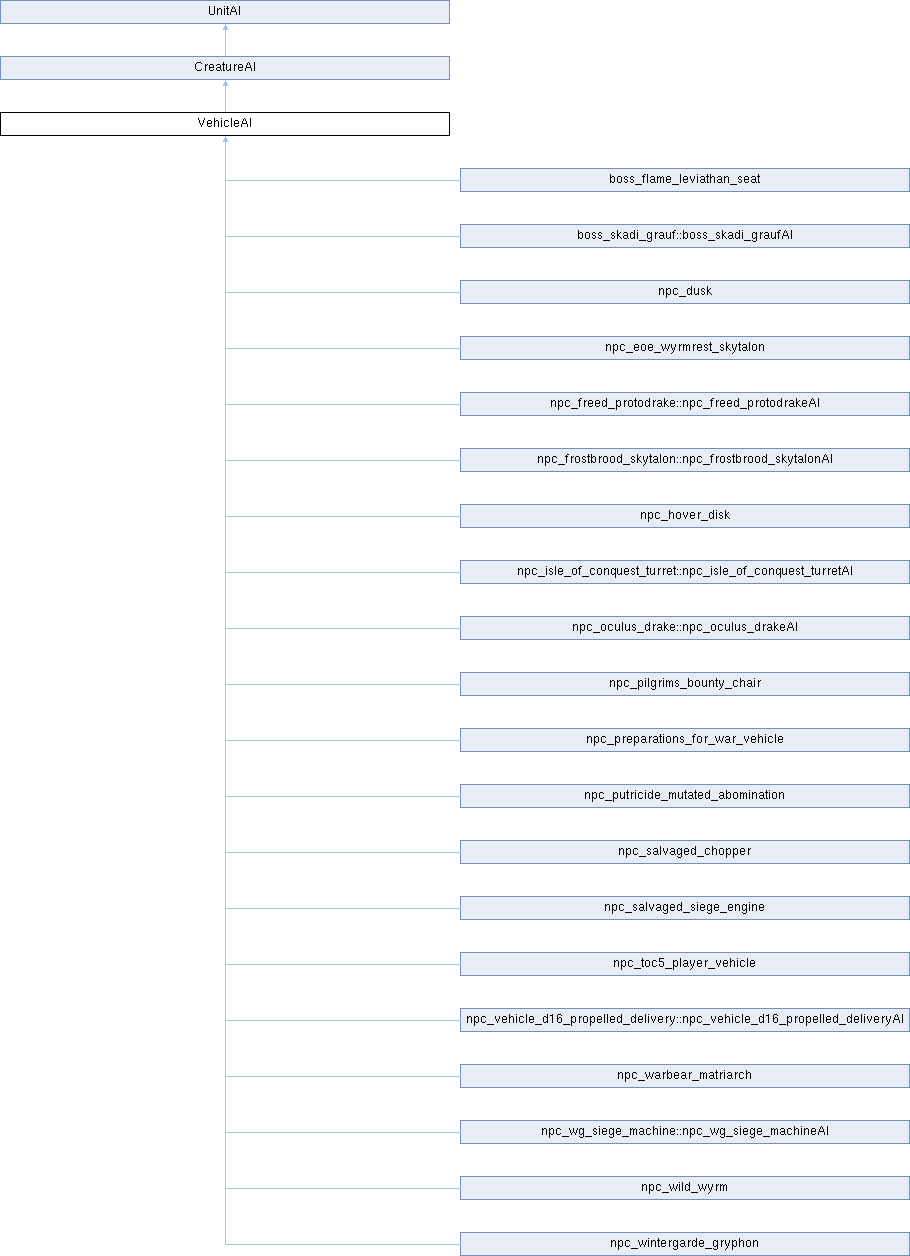 UnitAI
CreatureAI
VehicleAI
boss_flame_leviathan_seat
boss_skadi_grauf::boss_skadi_graufAI
npc_dusk
npc_eoe_wyrmrest_skytalon
npc_freed_protodrake::npc_freed_protodrakeAI
npc_frostbrood_skytalon::npc_frostbrood_skytalonAI
npc_hover_disk
npc_isle_of_conquest_turret::npc_isle_of_conquest_turretAI
npc_oculus_drake::npc_oculus_drakeAI
npc_pilgrims_bounty_chair
npc_preparations_for_war_vehicle
npc_putricide_mutated_abomination
npc_salvaged_chopper
npc_salvaged_siege_engine
npc_toc5_player_vehicle
npc_vehicle_d16_propelled_delivery::npc_vehicle_d16_propelled_deliveryAI
npc_warbear_matriarch
npc_wg_siege_machine::npc_wg_siege_machineAI
npc_wild_wyrm
npc_wintergarde_gryphon